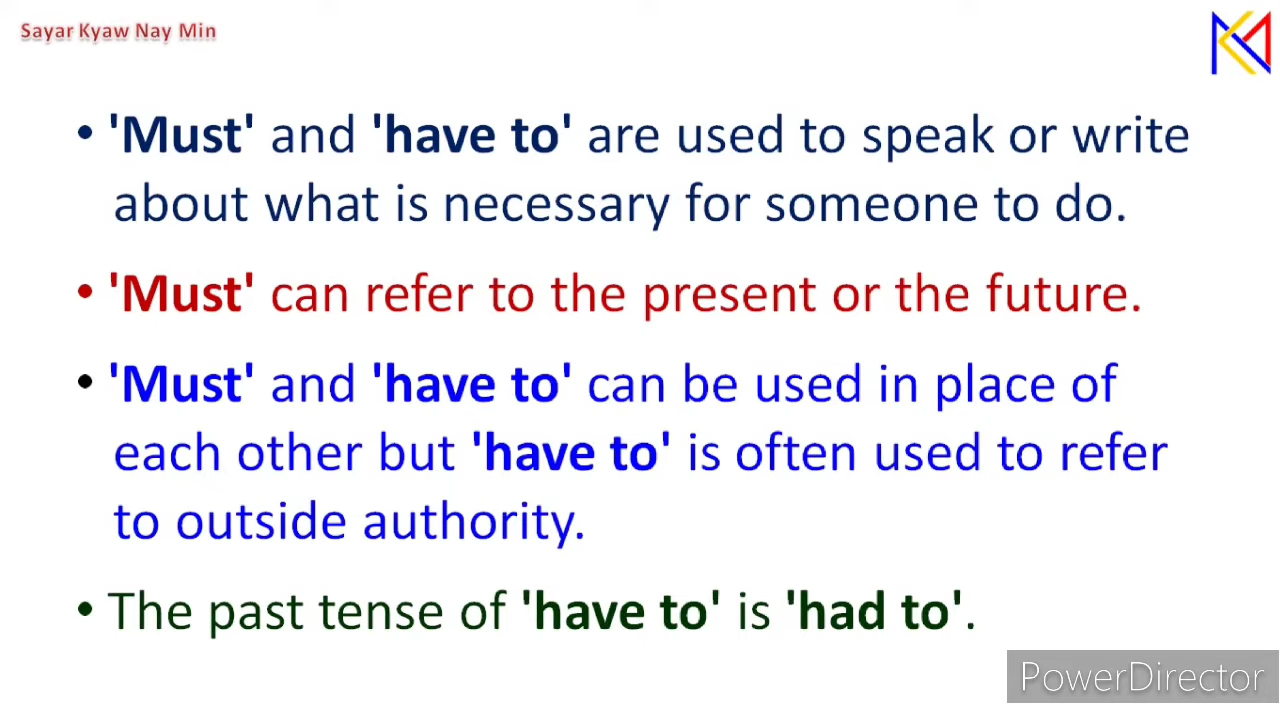 Sayar Kyaw Nay Min
• 'Must' and 'have to' are used to speak or write
about what is necessary for someone to do.
• 'Must' can refer to the present or the future.
• 'Must' and 'have to' can be used in place of
each other but 'have to' is often used to refer
to outside authority.
• The past tense of 'have to' is 'had to'.
PowerDirector